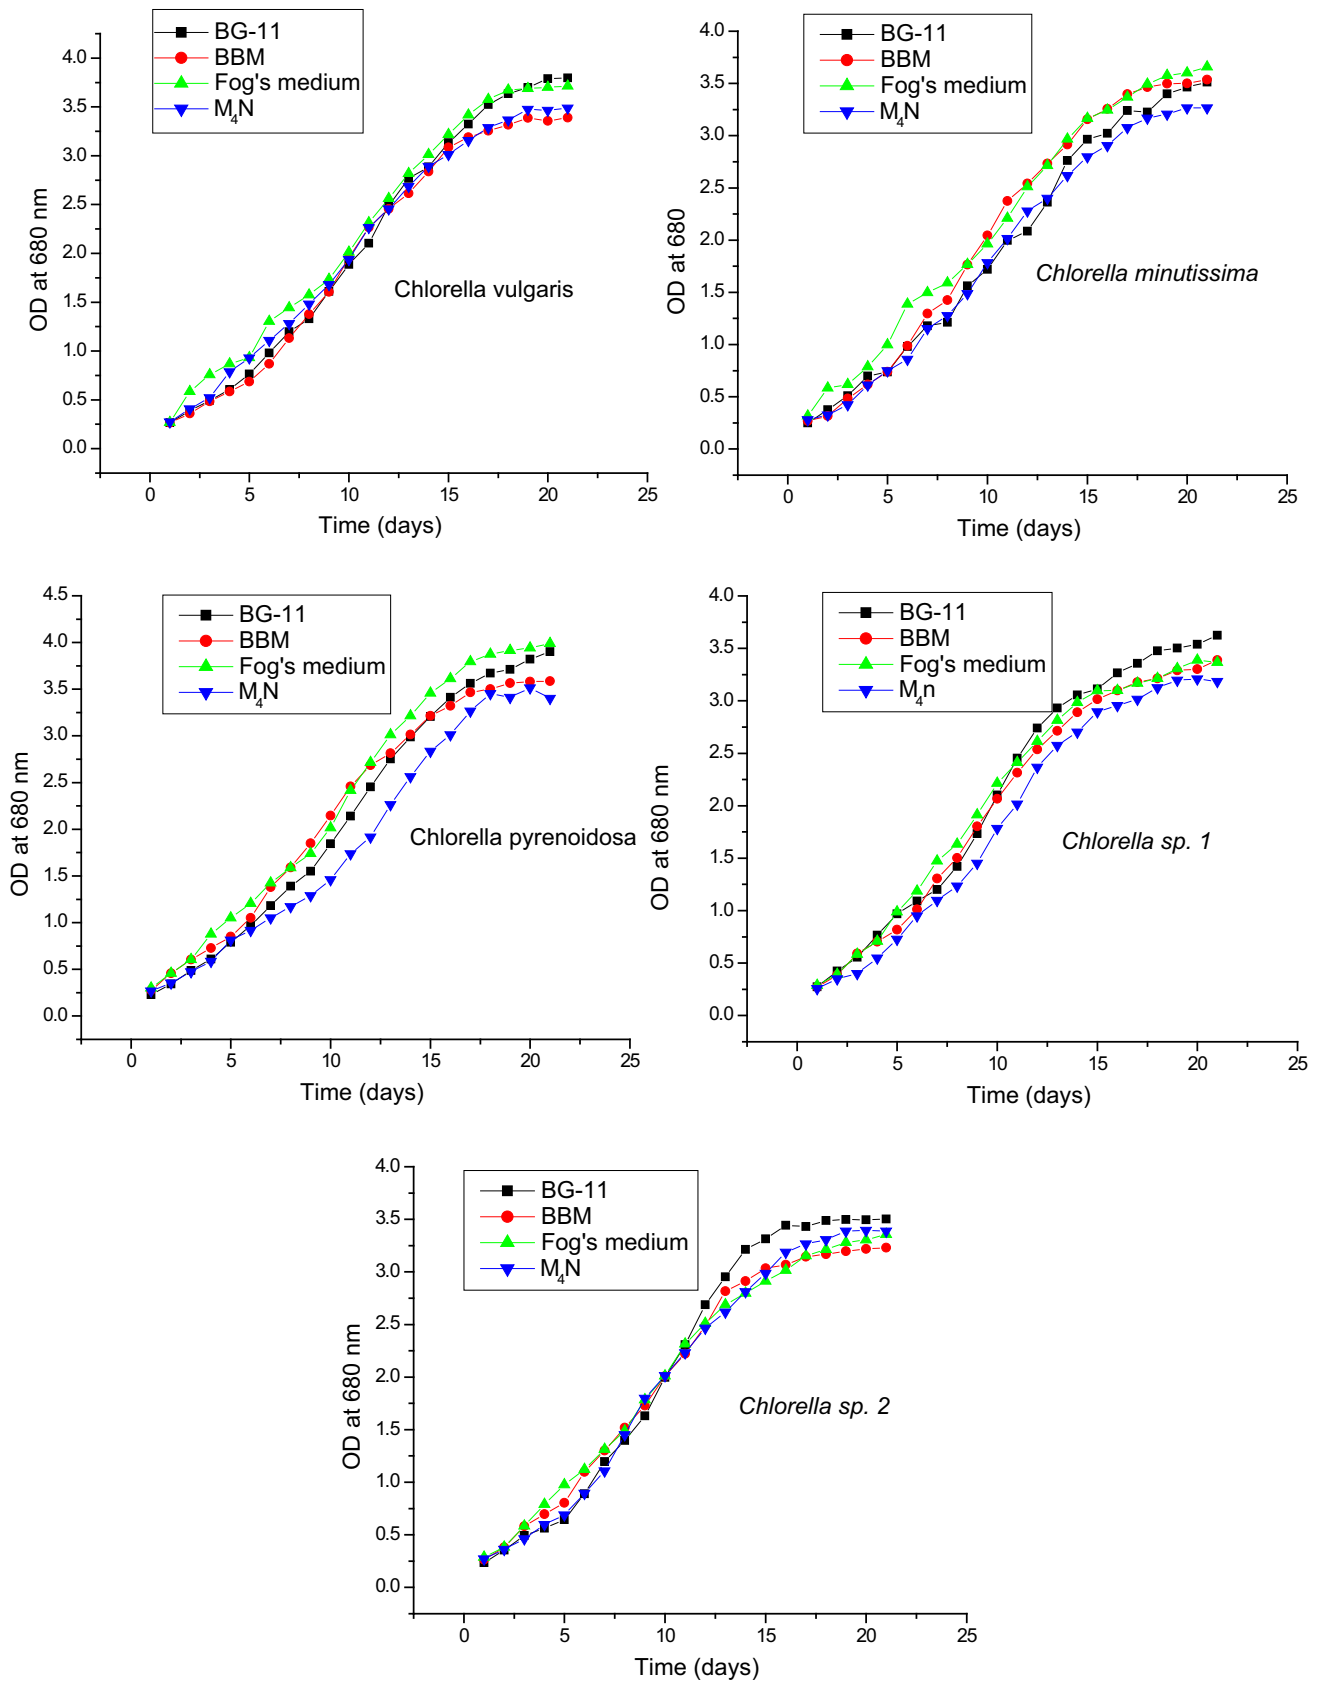 BG-11
BBM
Fog's medium
M4N
4.0
3.5
3.0
2.5
2.0
1.5
1.0
0.5
0.0
OD at 680 nm
Chlorella vulgaris
0 5 10 15 20 25
Time (days)
BG-11
BBM
Fog's medium
M4N
4.0
3.5
3.0
2.5
2.0
1.5
1.0
0.5
0.0
OD at 680
Chlorella minutissima
0 5 10 15 20 25
Time (days)
BG-11
BBM
Fog's medium
M4N
4.5
4.0
3.5
3.0
2.5
2.0
1.5
1.0
0.5
0.0
OD at 680 nm
Chlorella pyrenoidosa
0 5 10 15 20 25
Time (days)
BG-11
BBM
Fog's medium
M4n
4.0
3.5
3.0
2.5
2.0
1.5
1.0
0.5
0.0
OD at 680 nm
Chlorella sp. 1
0 5 10 15 20 25
Time (days)
BG-11
BBM
Fog's medium
M4N
4.0
3.5
3.0
2.5
2.0
1.5
1.0
0.5
0.0
OD at 680 nm
Chlorella sp. 2
0 5 10 15 20 25
Time (days)